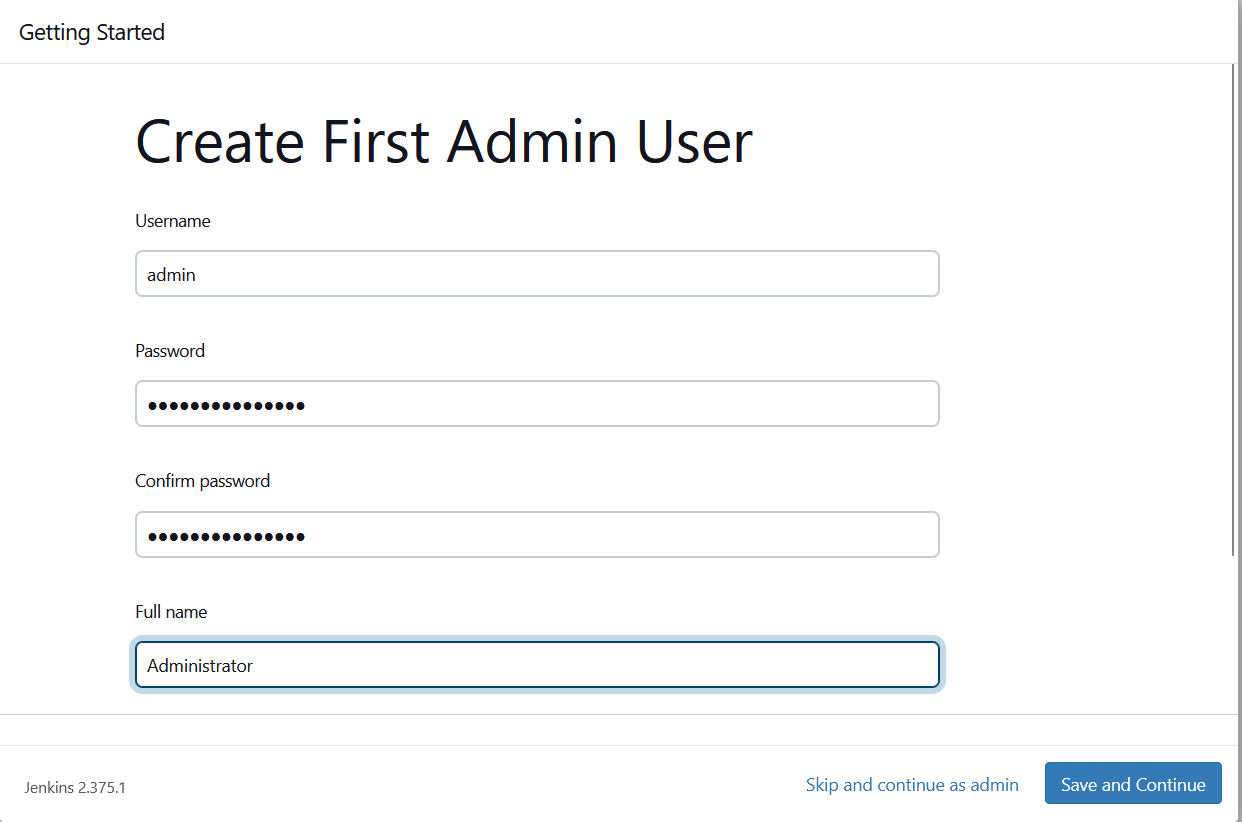 Getting Started
Create First Admin User
Username
admin
Password
•••••••••••••••
Confirm password
•••••••••••••••
Full name
Administrator
Jenkins 2.375.1
Skip and continue as admin
Save and Continue